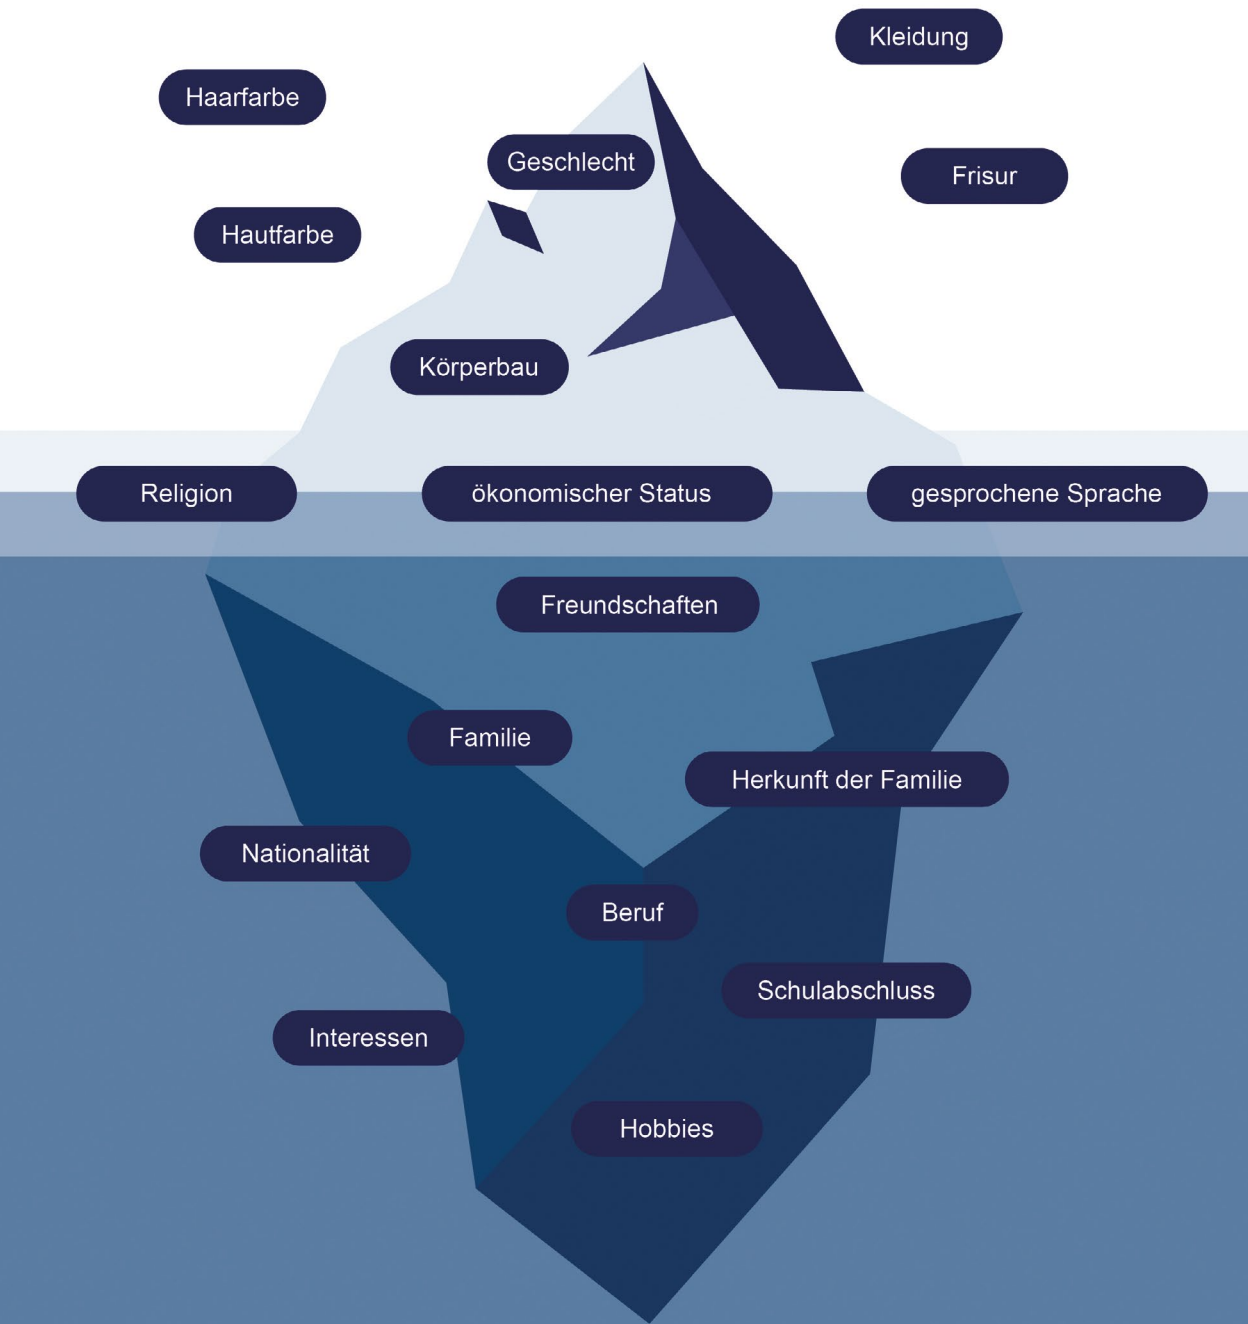 Kleidung
Haarfarbe
Geschlecht
Frisur
Hautfarbe
Körperbau
Religion
ökonomischer Status
gesprochene Sprache
Freundschaften
Familie
Herkunft der Familie
Nationalität
Beruf
Schulabschluss
Interessen
Hobbies